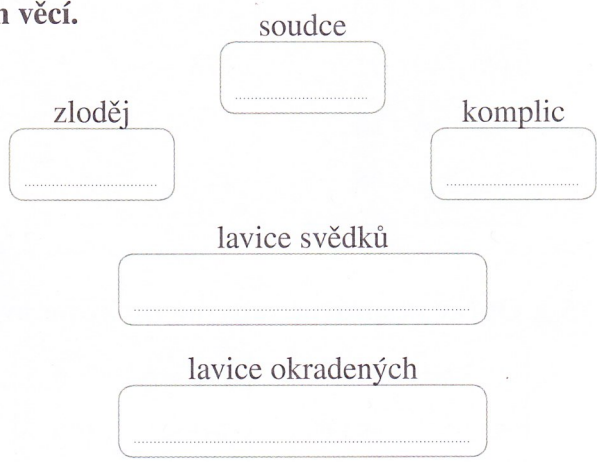 věcí.
soudce
zloděj
komplic
lavice svědků
lavice okradených